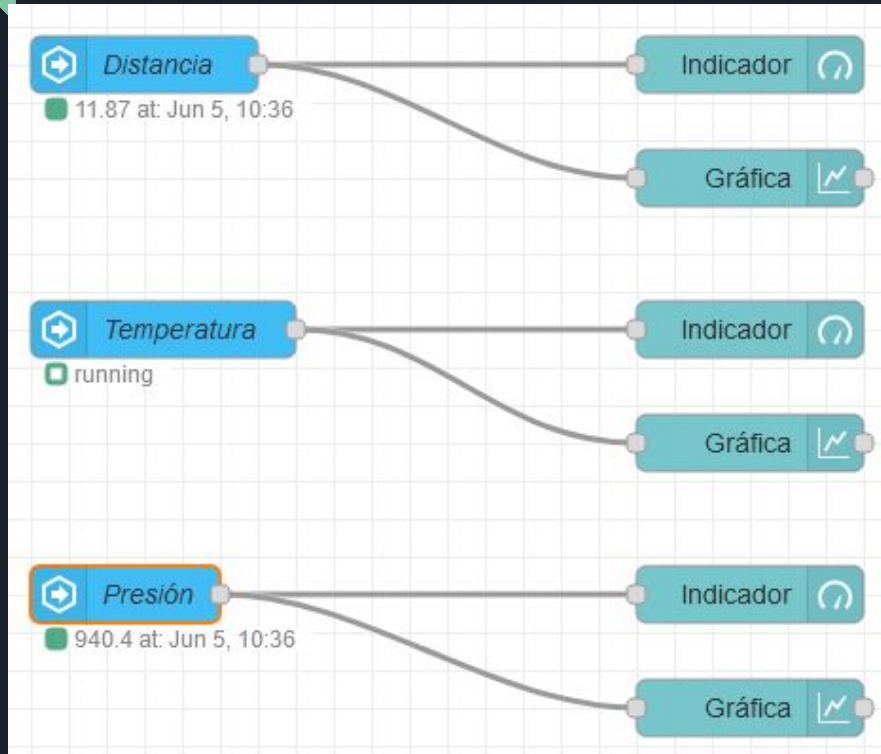 Distancia
Indicador
11.87 at: Jun 5, 10:36
Gráfica
Temperatura
Indicador
running
Gráfica
Presión
Indicador
940.4 at: Jun 5, 10:36
Gráfica